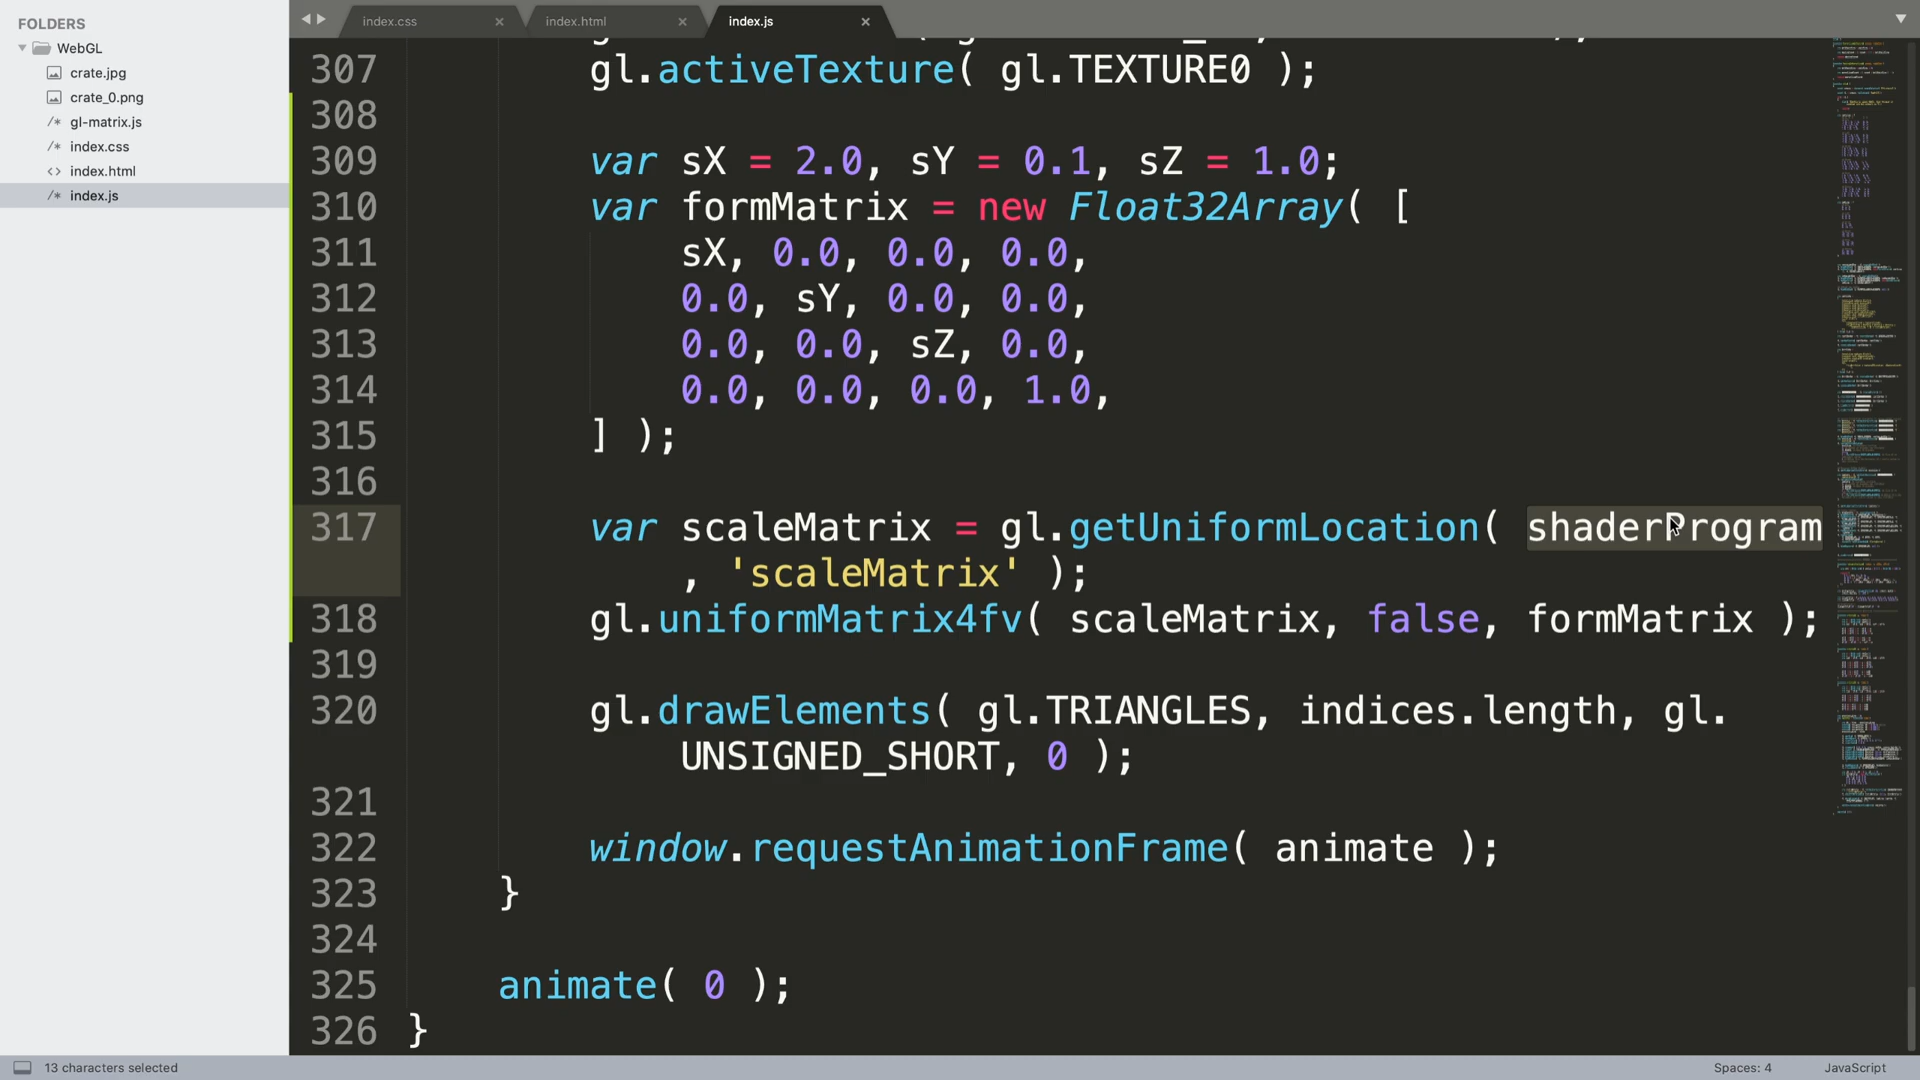 FOLDERS
WebGL
crate.jpg
crate_0.png
/* gl-matrix.js
/* index.css
<> index.html
/* index.js
index.css
index.html
index.js
307 gl.activeTexture( gl.TEXTURE0 );
308
309 var sX = 2.0, sY = 0.1, sZ = 1.0;
310 var formMatrix = new Float32Array( [
311 sX, 0.0, 0.0, 0.0,
312 0.0, sY, 0.0, 0.0,
313 0.0, 0.0, sZ, 0.0,
314 0.0, 0.0, 0.0, 1.0,
315 ] );
316
317 var scaleMatrix = gl.getUniformLocation( shaderProgram
, 'scaleMatrix' );
318 gl.uniformMatrix4fv( scaleMatrix, false, formMatrix );
319
320 gl.drawElements( gl.TRIANGLES, indices.length, gl.
UNSIGNED_SHORT, 0 );
321
322 window.requestAnimationFrame( animate );
323 }
324
325 animate( 0 );
326 }
13 characters selected
Spaces: 4
JavaScript